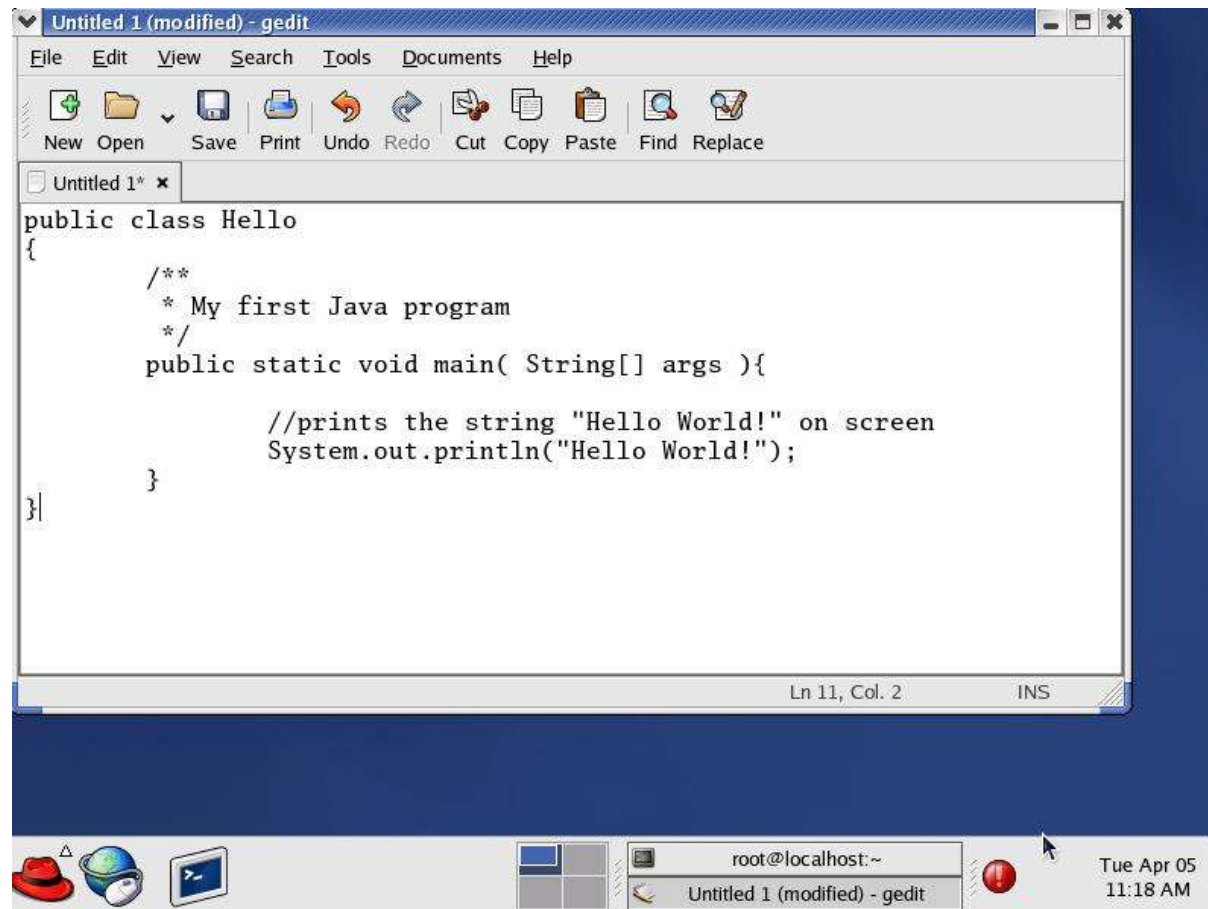 Untitled 1 (modified) - gedit
File Edit View Search Tools Documents Help
New Open Save Print Undo Redo Cut Copy Paste Find Replace
Untitled 1*
public class Hello
{
/**
* My first Java program
*/
public static void main( String[] args ){
//prints the string "Hello World!" on screen
System.out.println("Hello World!");
}
}
Ln 11, Col. 2 INS
root@localhost:~
Untitled 1 (modified) - gedit
Tue Apr 05
11:18 AM